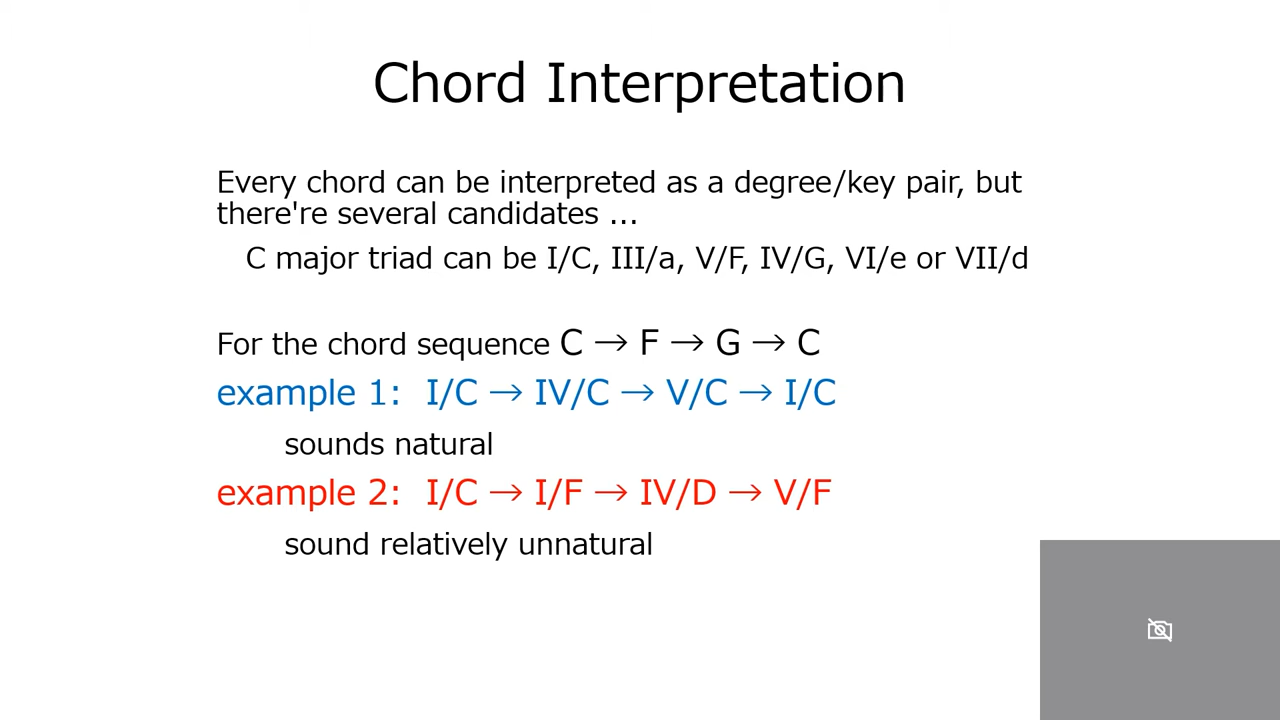 Chord Interpretation
Every chord can be interpreted as a degree/key pair, but
there're several candidates ...
C major triad can be I/C, III/a, V/F, IV/G, VI/e or VII/d
For the chord sequence C → F → G → C
example 1: I/C → IV/C → V/C → I/C
sounds natural
example 2: I/C → I/F → IV/D → V/F
sound relatively unnatural